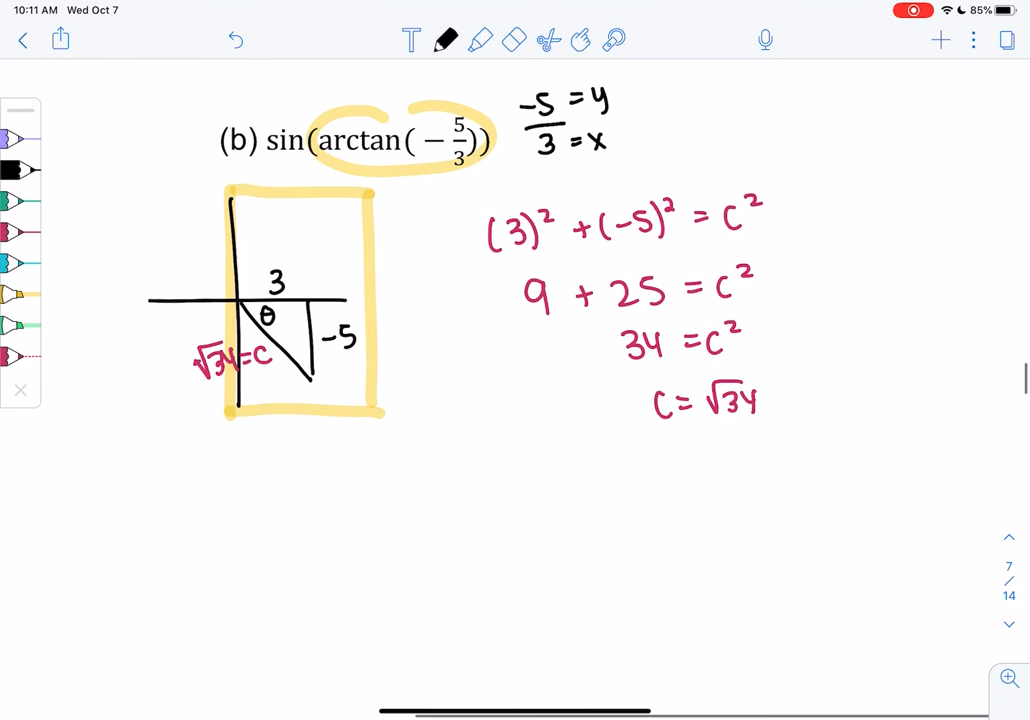 10:11 AM Wed Oct 7
85%
T
(b) sin(arctan(− 5/3))
-5 = y
3 = x
(3)² + (-5)² = c²
9 + 25 = c²
34 = c²
c = √34
3
θ
-5
√34 = c
7
/
14